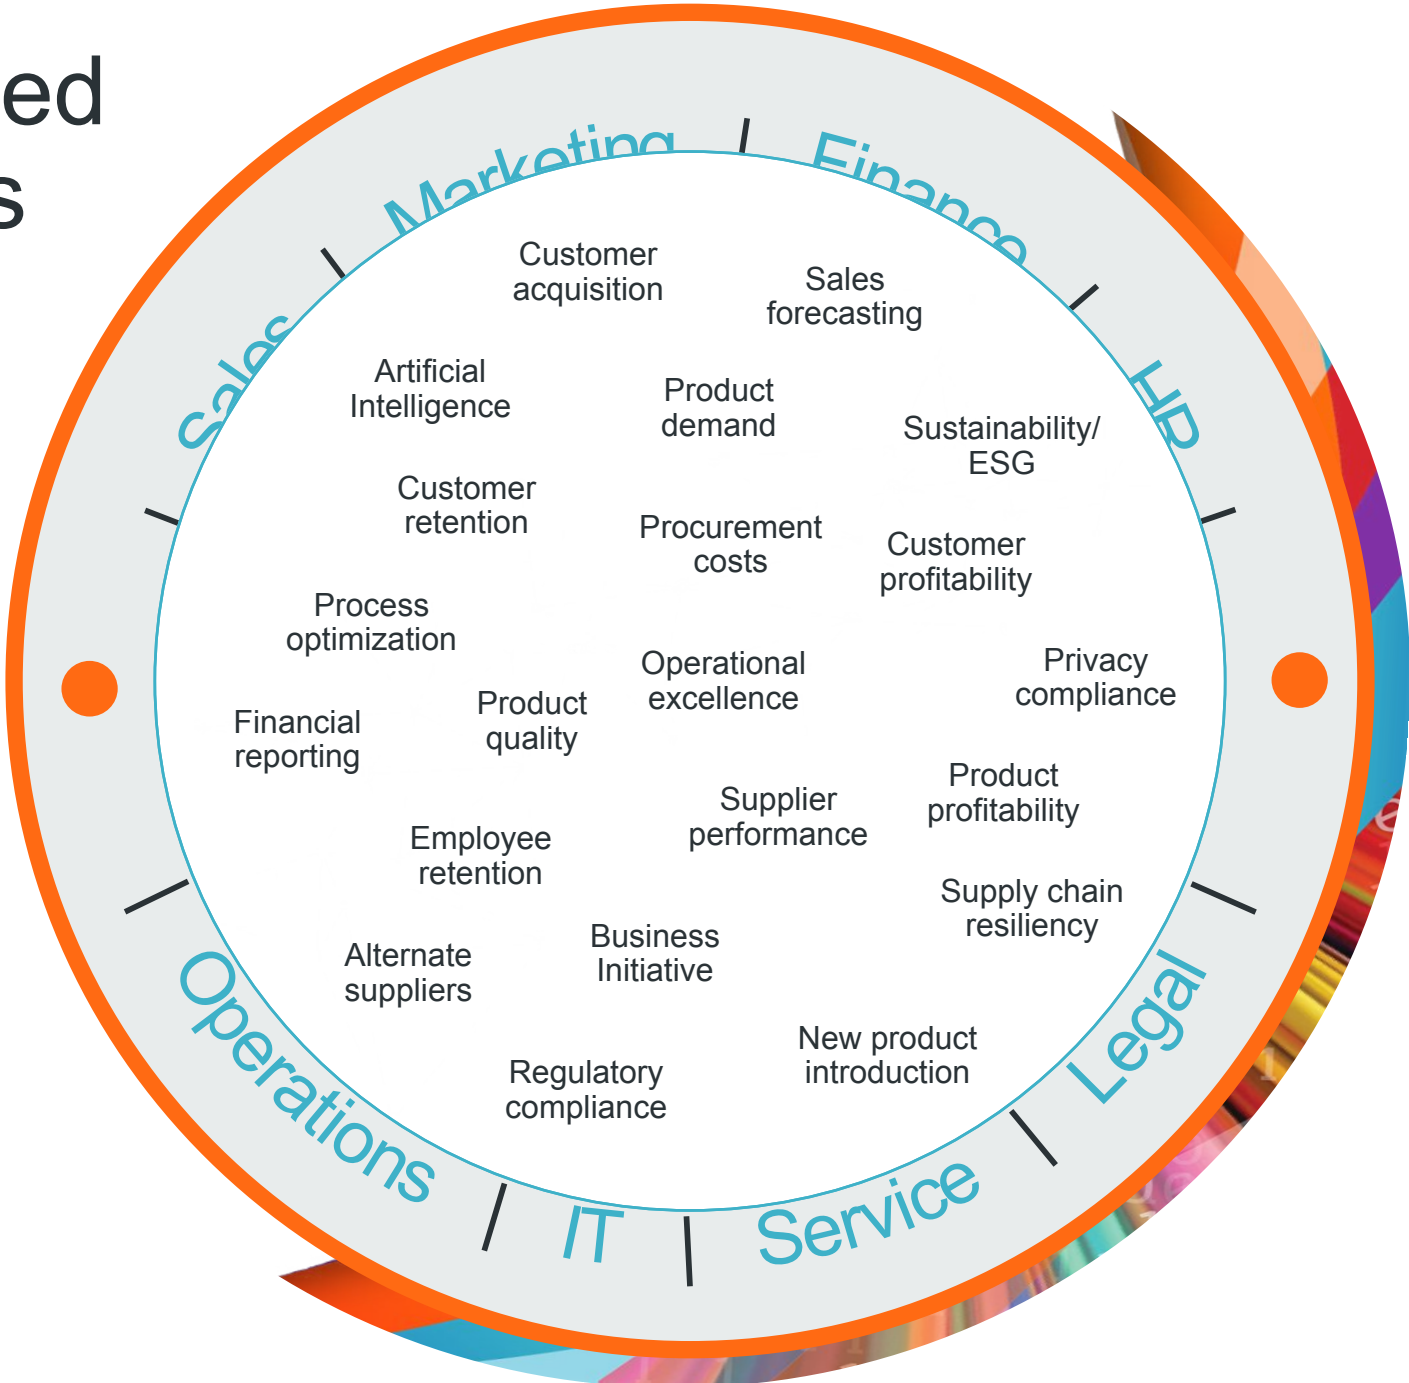 ed
s
Marketing
Finance
Sales
HR
Customer
acquisition
Sales
forecasting
Artificial
Intelligence
Product
demand
Sustainability/
ESG
Customer
retention
Procurement
costs
Customer
profitability
Process
optimization
Operational
excellence
Privacy
compliance
Financial
reporting
Product
quality
Product
profitability
Supplier
performance
Employee
retention
Supply chain
resiliency
Alternate
suppliers
Business
Initiative
New product
introduction
Regulatory
compliance
Operations
IT
Service
Legal